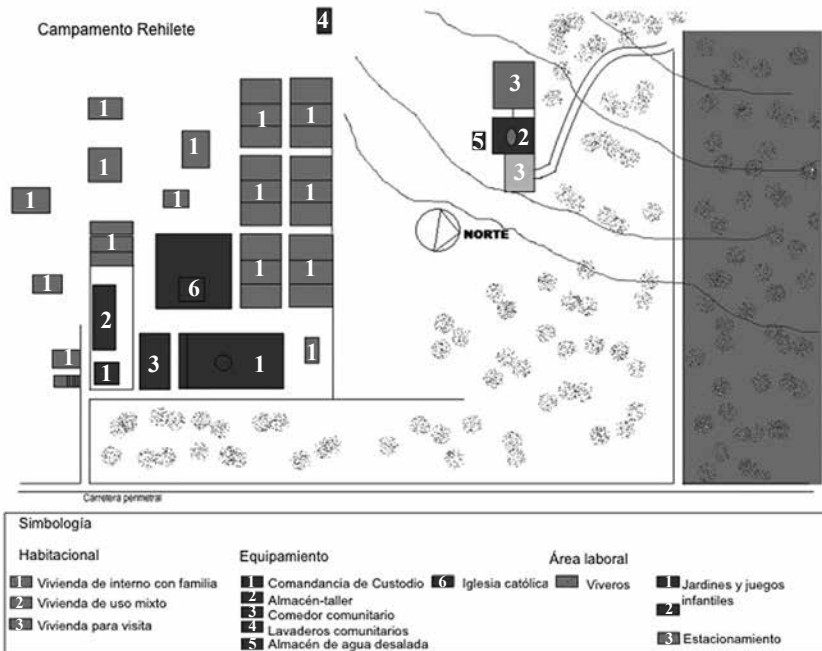 Campamento Rehilete
4
1
1
1
1
1
3
2
5
3
1
1
1
1
1
1
1
NORTE
6
1
2
1
3
1
1
1
Carretera perimetral
Simbología
Habitacional
1 Vivienda de interno con familia
2 Vivienda de uso mixto
3 Vivienda para visita
Equipamiento
1 Comandancia de Custodio
2 Almacén-taller
3 Comedor comunitario
4 Lavaderos comunitarios
5 Almacén de agua desalada
6 Iglesia católica
Área laboral
Viveros
1 Jardines y juegos
infantiles
2
3 Estacionamiento